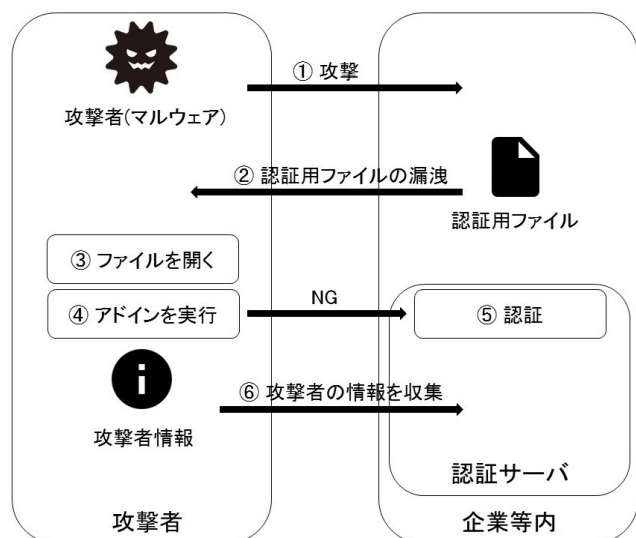 ① 攻撃
攻撃者(マルウェア)
② 認証用ファイルの漏洩
認証用ファイル
③ ファイルを開く
④ アドインを実行
NG
⑤ 認証
⑥ 攻撃者の情報を収集
攻撃者情報
認証サーバ
攻撃者
企業等内